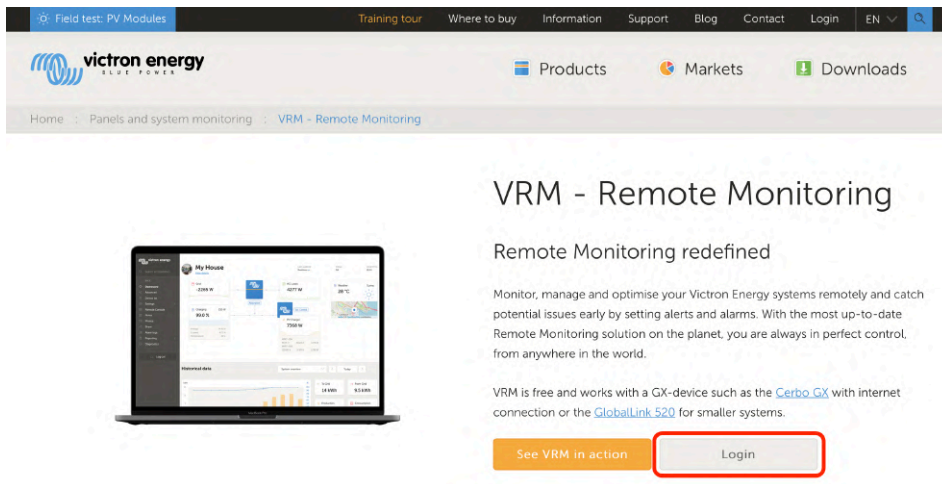 Field test: PV Modules
Training tour Where to buy Information Support Blog Contact Login EN
victron energy
BLUE POWER
Products Markets Downloads
Home : Panels and system monitoring : VRM - Remote Monitoring
VRM - Remote Monitoring
Remote Monitoring redefined
Monitor, manage and optimise your Victron Energy systems remotely and catch
potential issues early by setting alerts and alarms. With the most up-to-date
Remote Monitoring solution on the planet, you are always in perfect control,
from anywhere in the world.
VRM is free and works with a GX-device such as the Cerbo GX with internet
connection or the GlobalLink 520 for smaller systems.
See VRM in action Login
victron energy
My House
Historical data